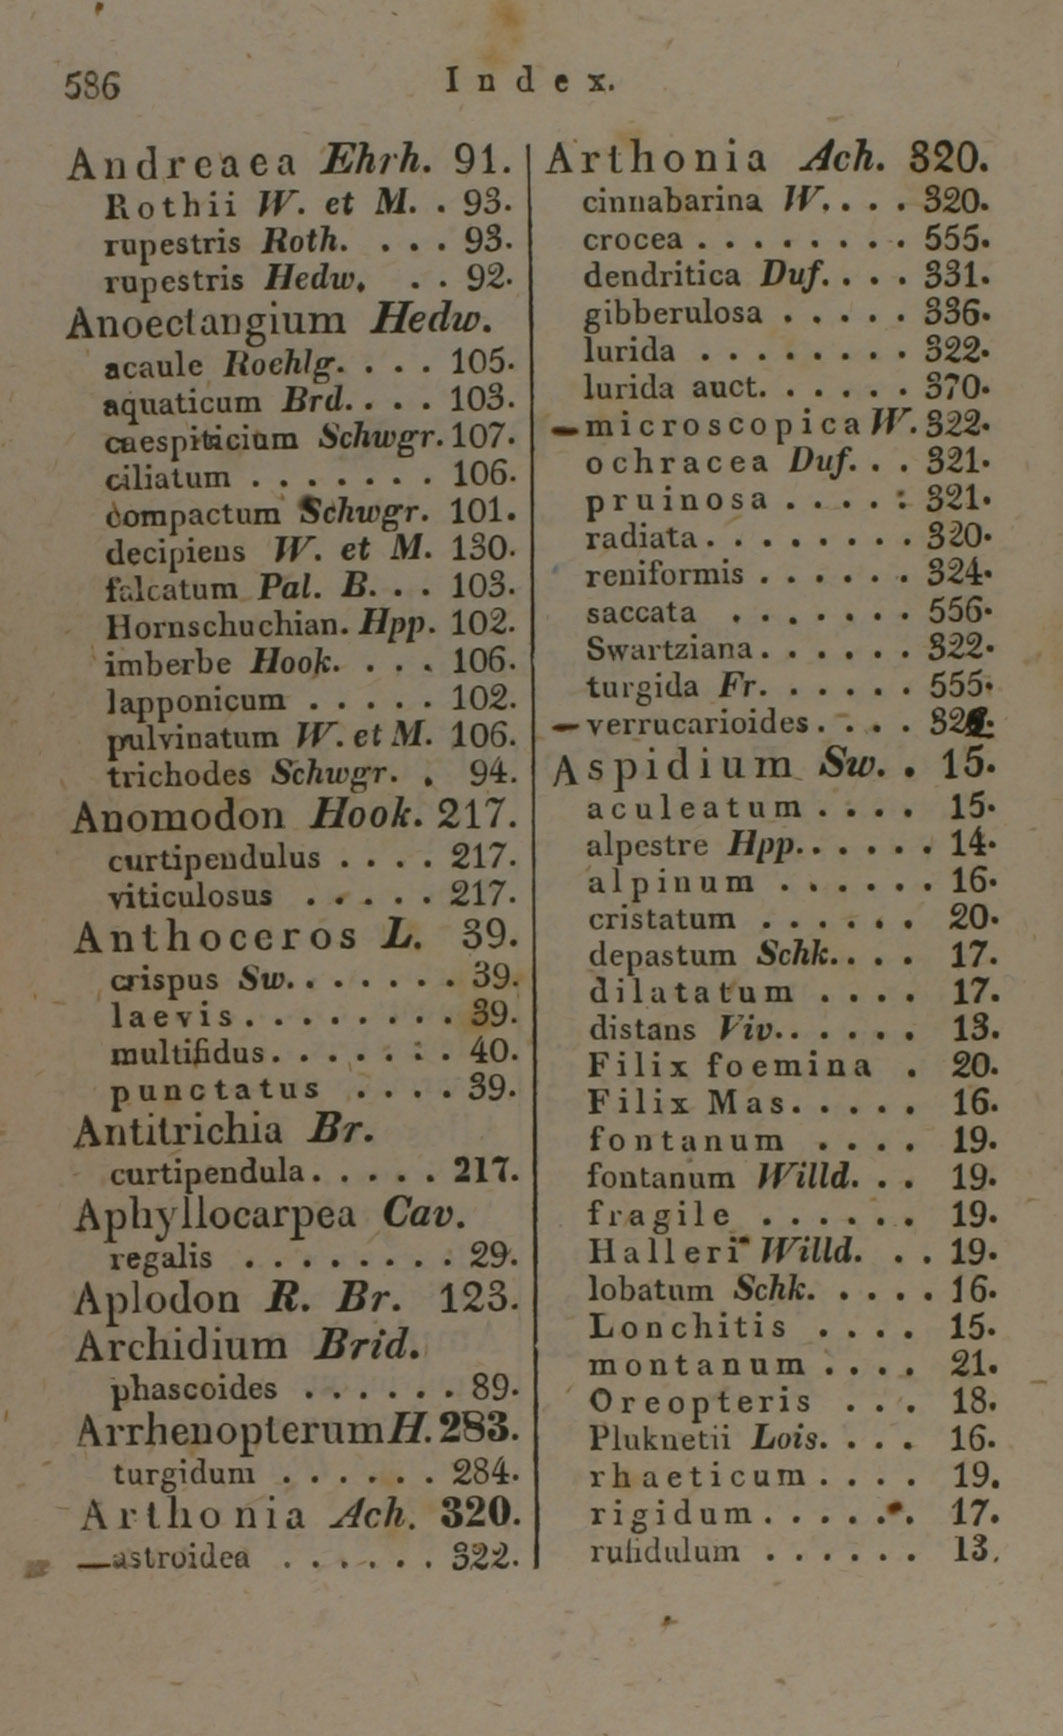 586
Index.
Andreaea Ehrh. 91.
Rothii W. et M. . 93.
rupestris Roth. . . . 93.
rupestris Hedw. . . 92.
Anoectangium Hedw.
acaule Roehlg. . . . 105.
aquaticum Brd. . . . 103.
caespiticium Schwgr. 107.
ciliatum . . . . . . . 106.
compactum Schwgr. 101.
decipiens W. et M. 130.
falcatum Pal. B. . . 103.
Hornschuchian. Hpp. 102.
imberbe Hook. . . . 106.
lapponicum . . . . . 102.
pulvinatum W. et M. 106.
trichodes Schwgr. . 94.
Anomodon Hook. 217.
curtipendulus . . . . 217.
viticulosus . . . . . 217.
Anthoceros L. 39.
crispus Sw. . . . . . . 39.
laevis . . . . . . . . . 39.
multifidus. . . . . . . 40.
punctatus . . . . 39.
Antitrichia Br.
curtipendula. . . . . 217.
Aphyllocarpea Cav.
regalis . . . . . . . . . 29.
Aplodon R. Br. 123.
Archidium Brid.
phascoides . . . . . . 89.
Arrhenopterum H. 283.
turgidum . . . . . . 284.
Arthonia Ach. 320.
—astroidea . . . . . . 322.
Arthonia Ach. 320.
cinnabarina W. . . . 320.
crocea . . . . . . . . . 555.
dendritica Duf. . . . 331.
gibberulosa . . . . . 336.
lurida . . . . . . . . 322.
lurida auct. . . . . . 370.
—microscopica W. 322.
ochracea Duf. . . 321.
pruinosa . . . . : 321.
radiata . . . . . . . . . 320.
reniformis . . . . . . 324.
saccata . . . . . . . 556.
Swartziana . . . . . . 322.
turgida Fr. . . . . . 555.
—verrucarioides . . . .
Aspidium Sw. . 15.
aculeatum . . . . 15.
alpestre Hpp. . . . . . 14.
alpinum . . . . . . 16.
cristatum . . . . . . 20.
depastum Schk. . . . 17.
dilatatum . . . . 17.
distans Viv. . . . . . 13.
Filix foemina . 20.
Filix Mas. . . . . 16.
fontanum . . . . 19.
fontanum Willd. . . 19.
fragile . . . . . . 19.
Halleri Willd. . . 19.
lobatum Schk. . . . . 16.
Lonchitis . . . . 15.
montanum . . . . 21.
Oreopteris . . . 18.
Pluknetii Lois. . . . 16.
rhaeticum . . . . 19.
rigidum . . . . . . . 17.
rufidulum . . . . . . 13.